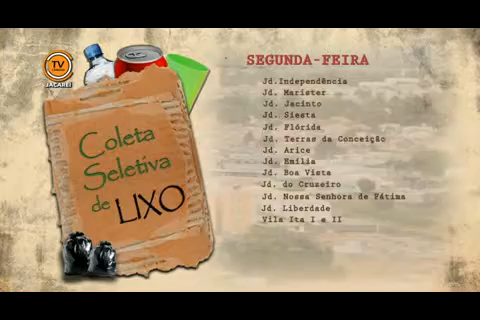 TV
JACAREÍ
Coleta
Seletiva
de LIXO
SEGUNDA-FEIRA
Jd.Independência
Jd. Marister
Jd. Jacinto
Jd. Siesta
Jd. Flórida
Jd. Terras da Conceição
Jd. Arice
Jd. Emília
Jd. Boa Vista
Jd. do Cruzeiro
Jd. Nossa Senhora de Fátima
Jd. Liberdade
Vila Ita I e II